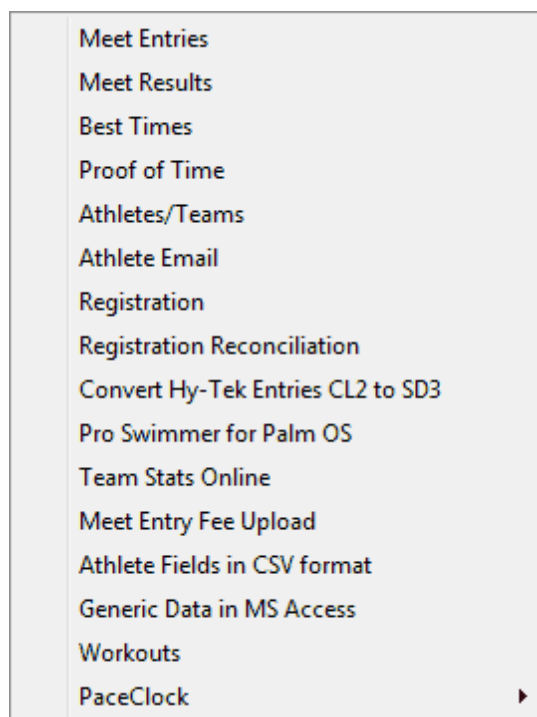 Meet Entries
Meet Results
Best Times
Proof of Time
Athletes/Teams
Athlete Email
Registration
Registration Reconciliation
Convert Hy-Tek Entries CL2 to SD3
Pro Swimmer for Palm OS
Team Stats Online
Meet Entry Fee Upload
Athlete Fields in CSV format
Generic Data in MS Access
Workouts
PaceClock